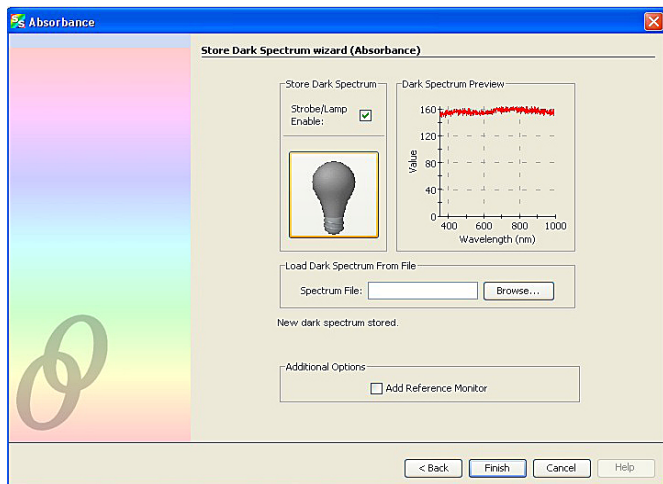 Absorbance
Store Dark Spectrum wizard (Absorbance)
Store Dark Spectrum
Strobe/Lamp
Enable:
Dark Spectrum Preview
160
120
80
40
0
Value
400
600
800
1000
Wavelength (nm)
Load Dark Spectrum From File
Spectrum File:
Browse...
New dark spectrum stored.
Additional Options
Add Reference Monitor
< Back
Finish
Cancel
Help